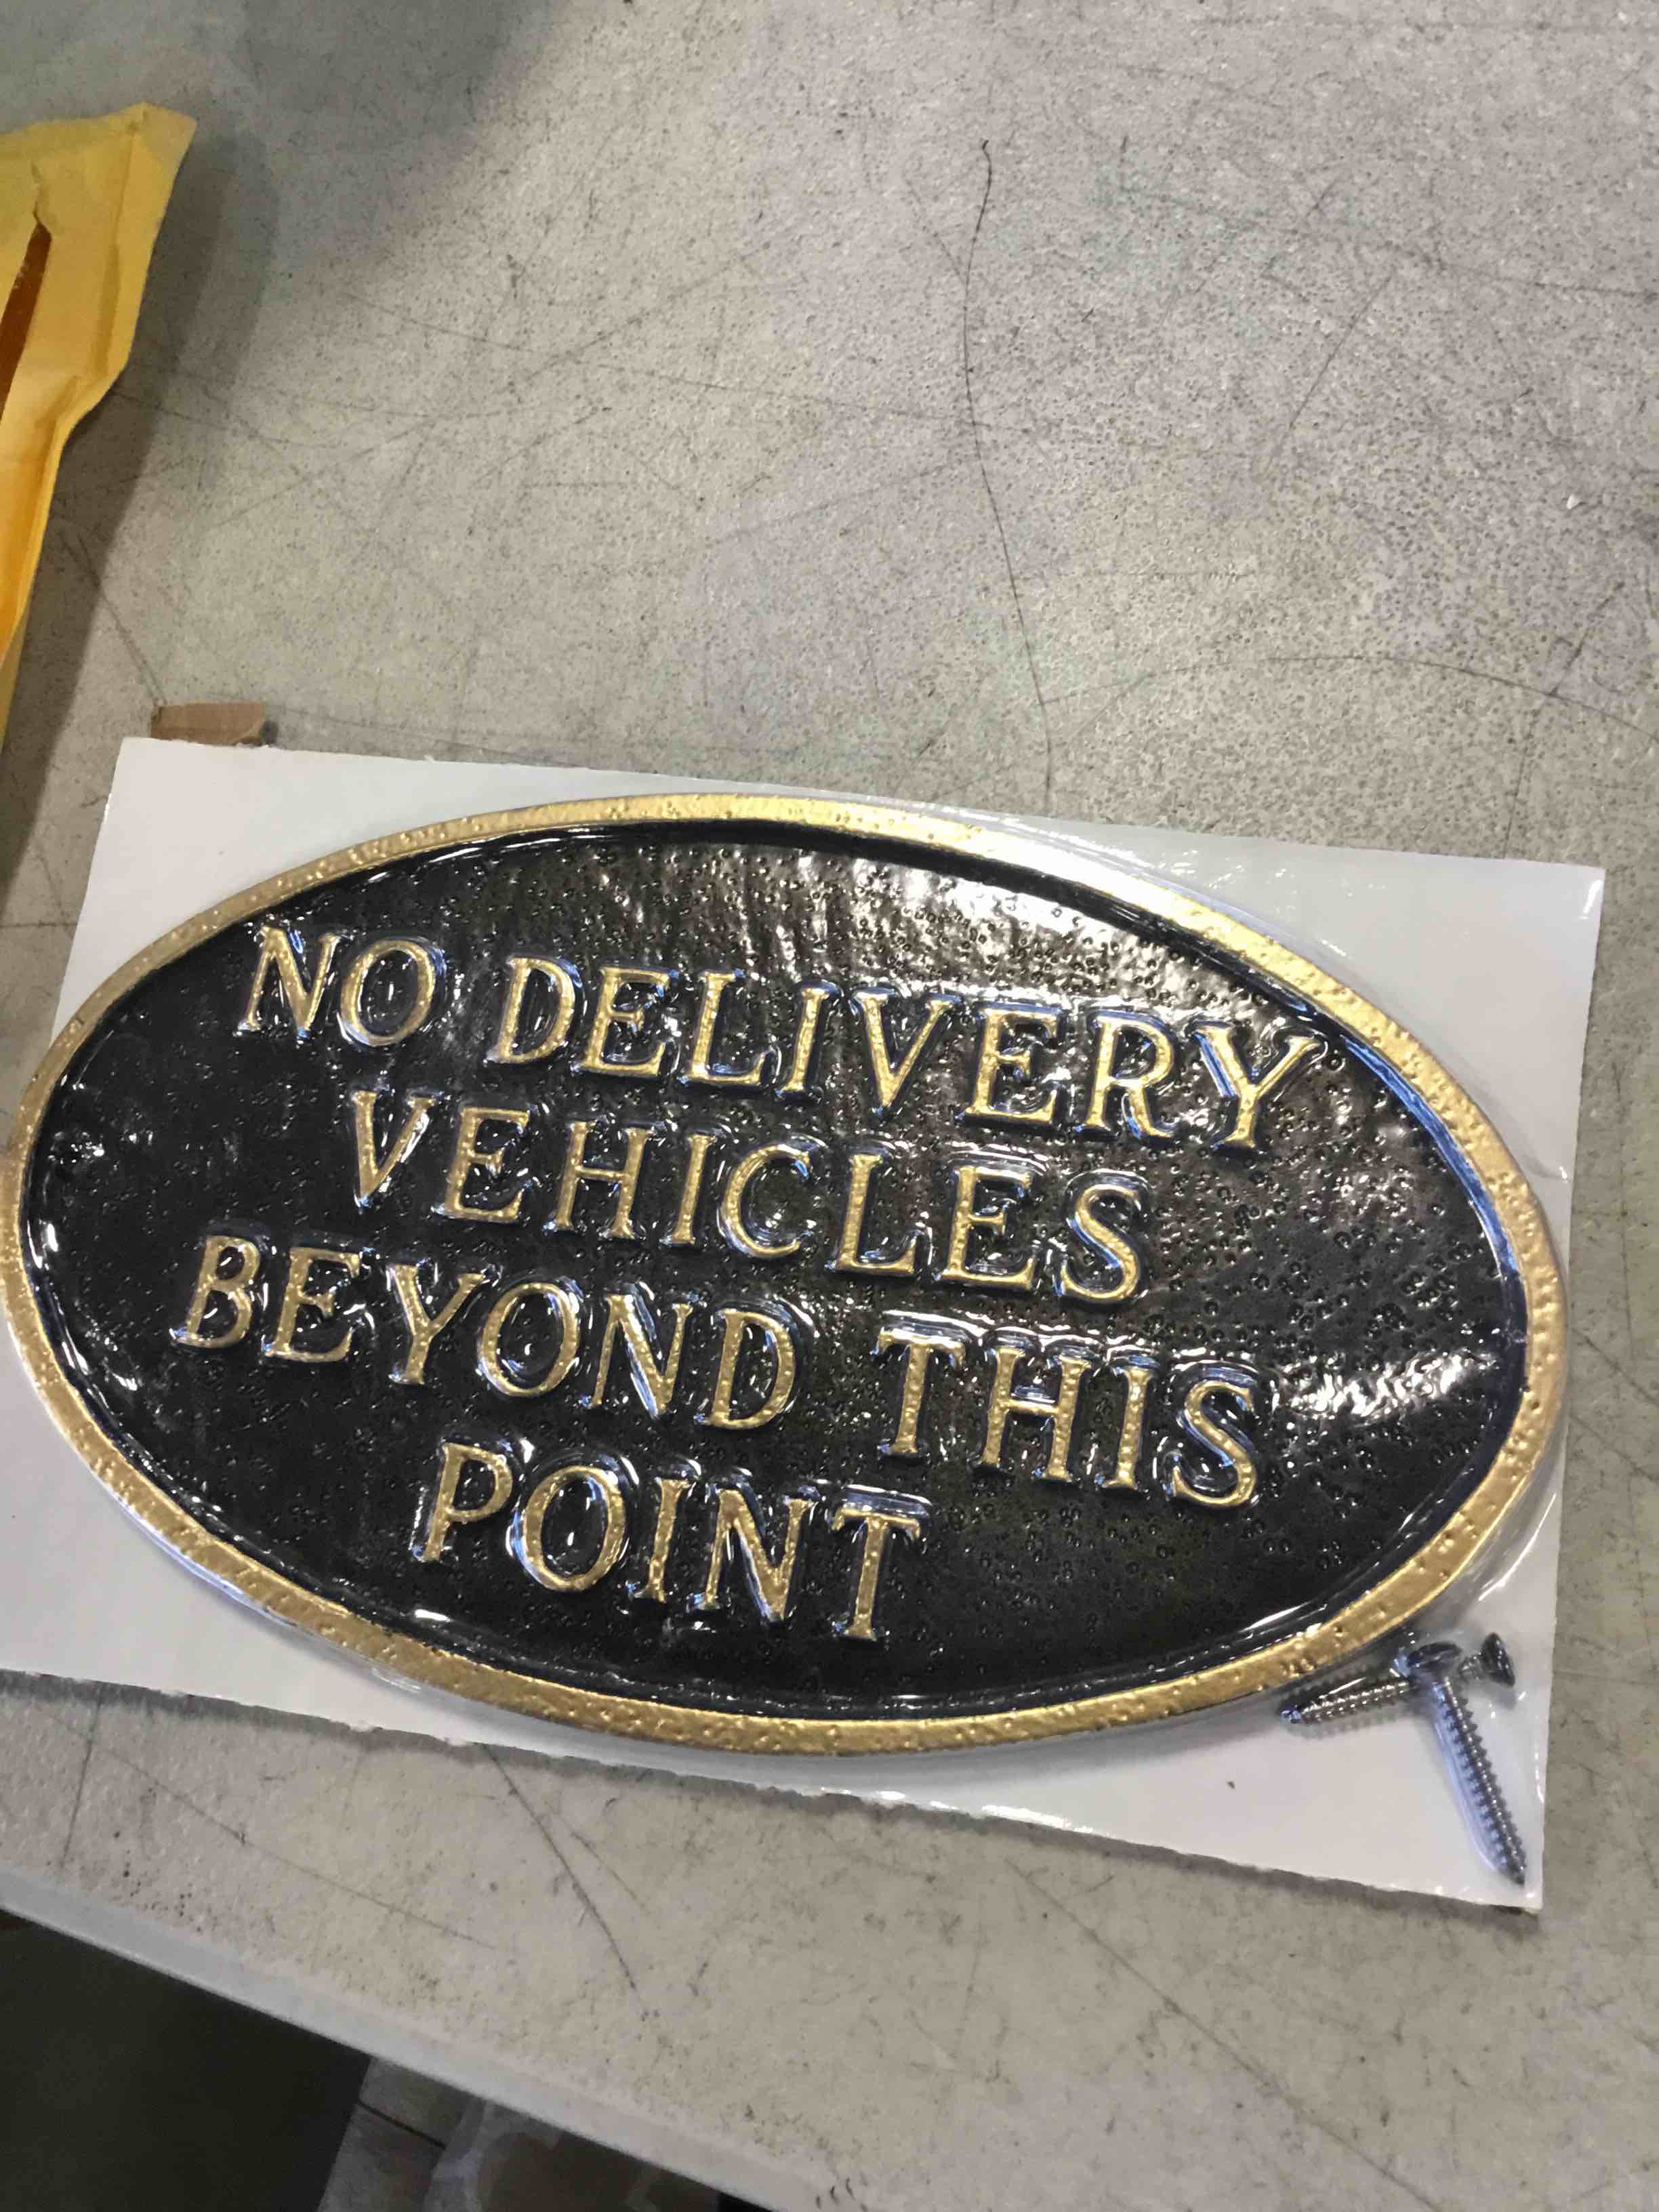 NO DELIVERY
VEHICLES
BEYOND THIS
POINT